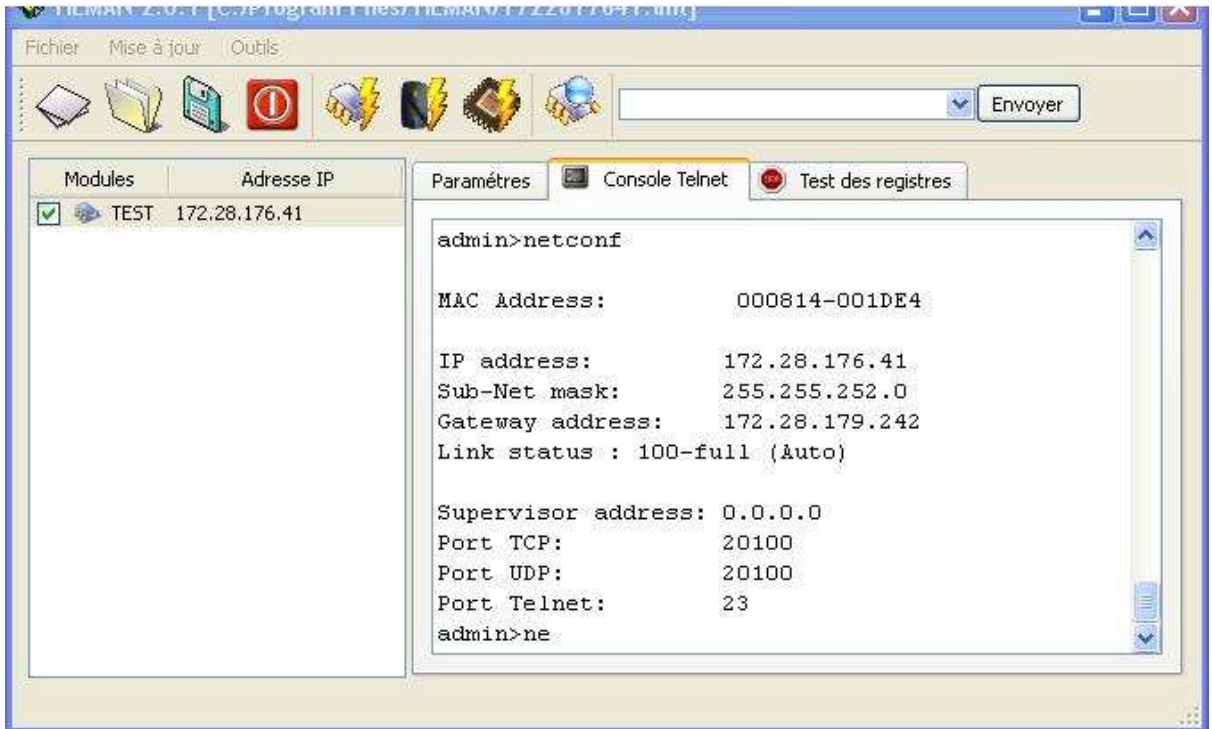 Fichier Mise à jour Outils
Envoyer
Modules Adresse IP
TEST 172.28.176.41
Paramétres Console Telnet Test des registres
admin>netconf
MAC Address: 000814-001DE4
IP address: 172.28.176.41
Sub-Net mask: 255.255.252.0
Gateway address: 172.28.179.242
Link status : 100-full (Auto)
Supervisor address: 0.0.0.0
Port TCP: 20100
Port UDP: 20100
Port Telnet: 23
admin>ne